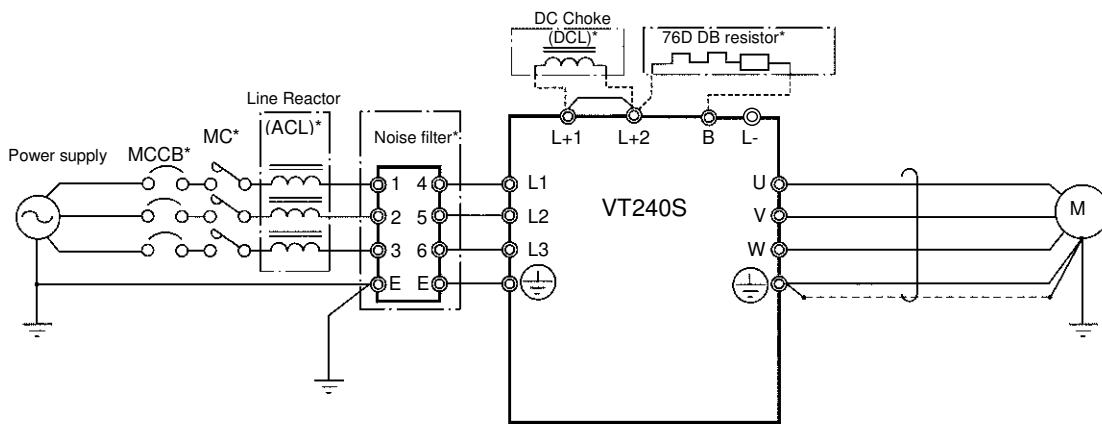 DC Choke
(DCL)*
76D DB resistor*
Line Reactor
(ACL)*
MC*
Noise filter*
L+1
L+2
B
L-
Power supply
MCCB*
1
4
L1
U
2
5
L2
VT240S
V
M
3
6
L3
W
E
E